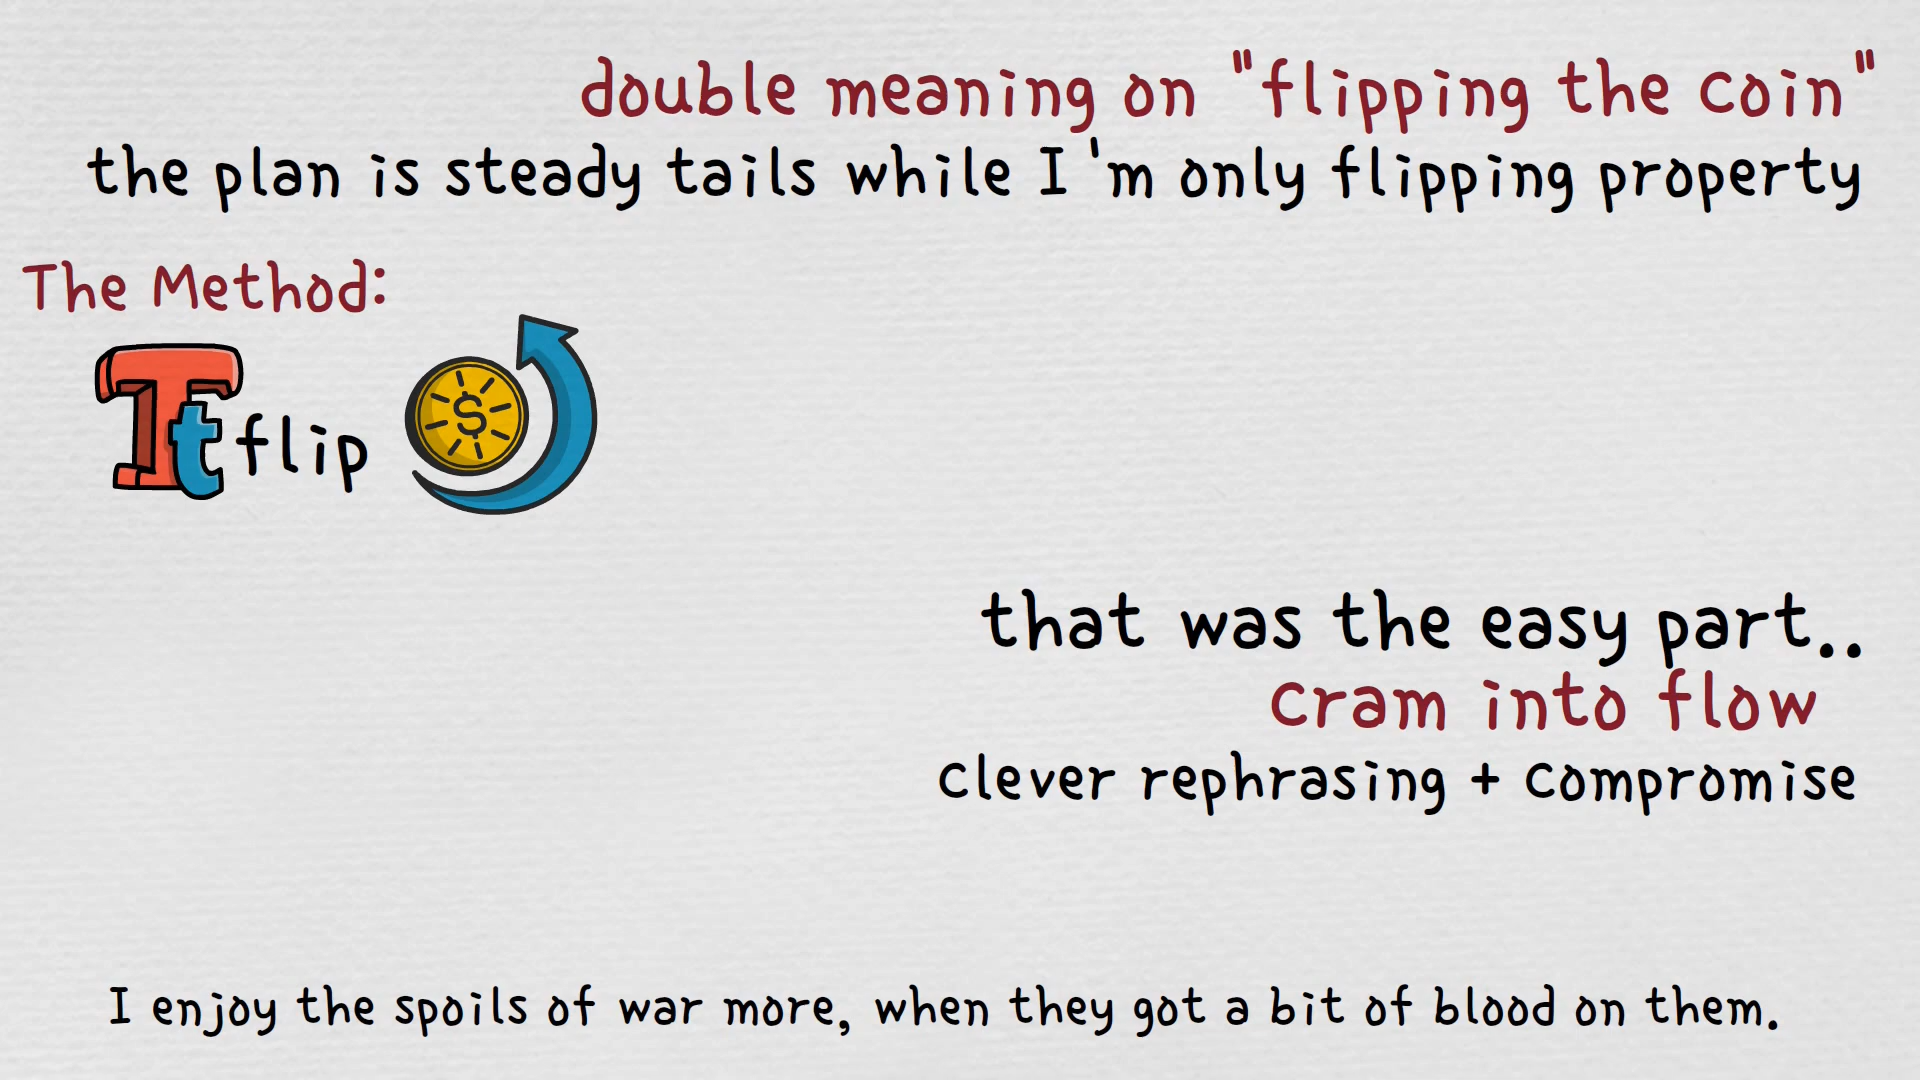 double meaning on "flipping the coin"
the plan is steady tails while I'm only flipping property
The Method:
Tt flip
$
that was the easy part..
cram into flow
clever rephrasing + compromise
I enjoy the spoils of war more, when they got a bit of blood on them.